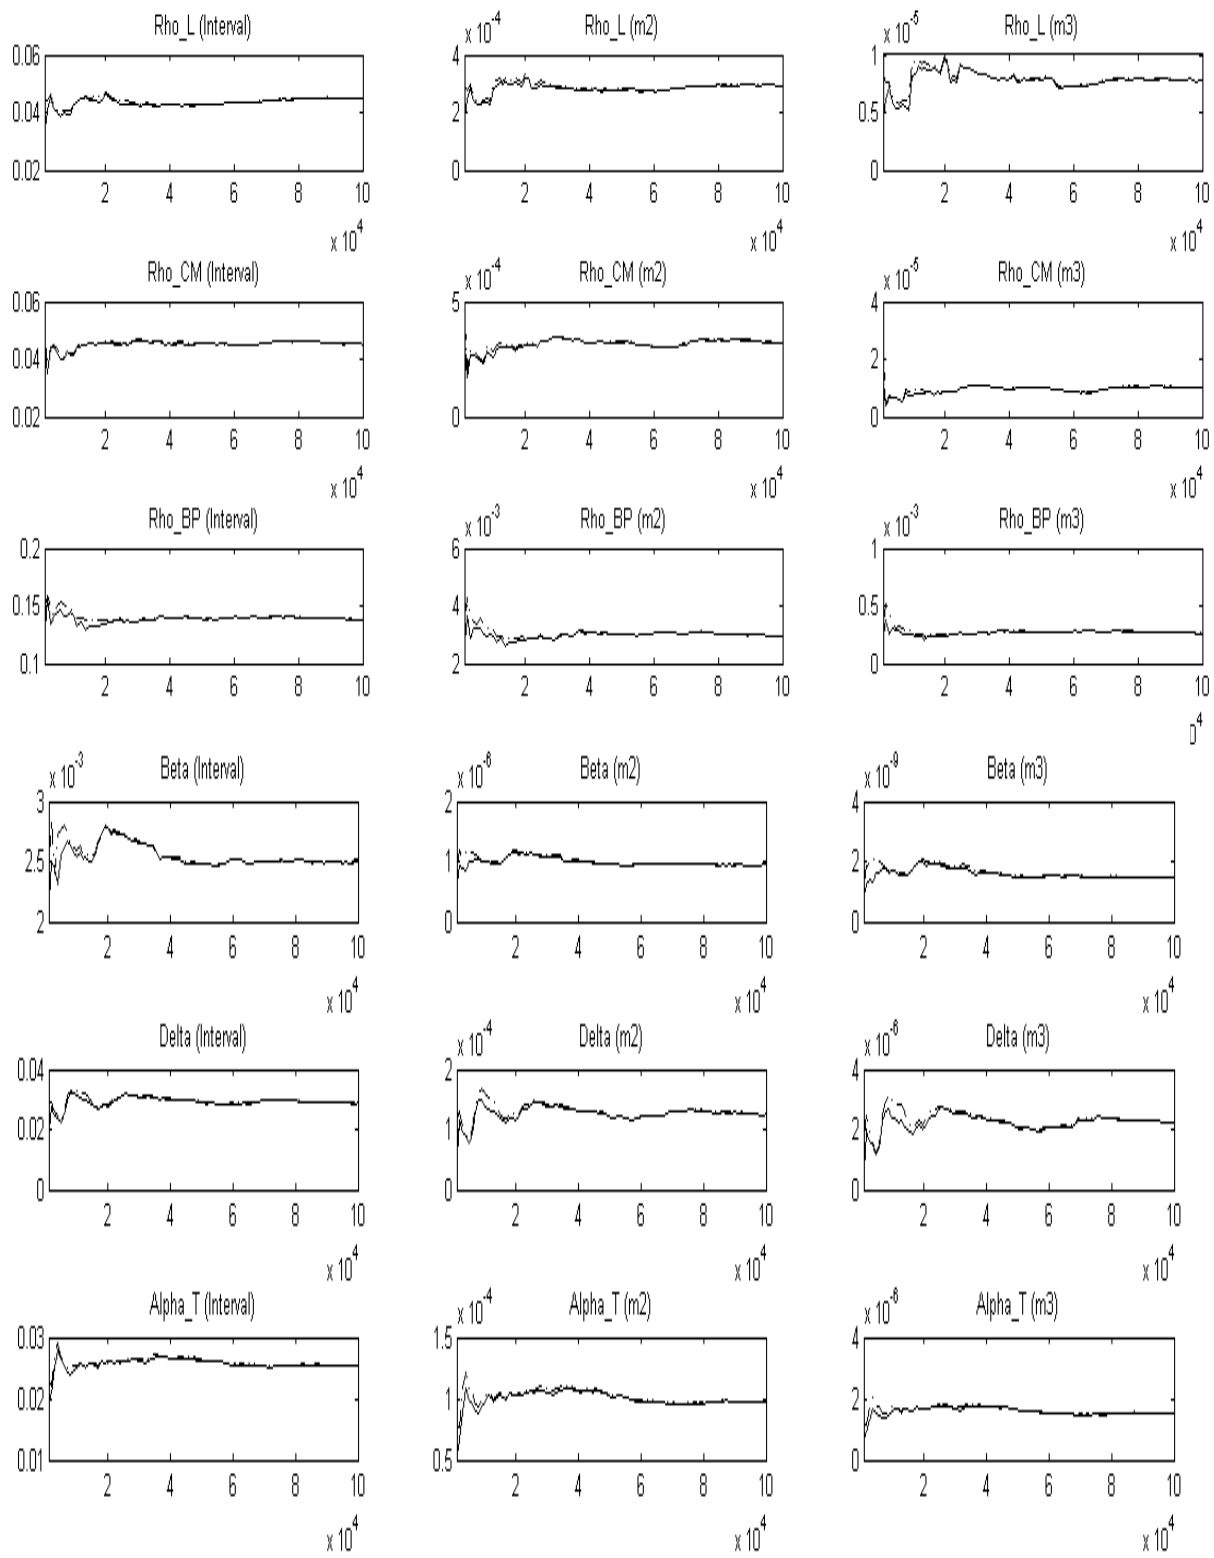 Rho_L (Interval) Rho_L (m2) Rho_L (m3)
x 10^-4 x 10^-5
0.06 4 1
0.04 2 0.5
0.02 0 0
2 4 6 8 10 2 4 6 8 10 2 4 6 8 10
x 10^4 x 10^4 x 10^4
Rho_CM (Interval) Rho_CM (m2) Rho_CM (m3)
x 10^-4 x 10^-5
0.06 5 4
0.04 2
0.02 0 0
2 4 6 8 10 2 4 6 8 10 2 4 6 8 10
x 10^4 x 10^4 x 10^4
Rho_BP (Interval) Rho_BP (m2) Rho_BP (m3)
x 10^-3 x 10^-3
0.2 6 1
0.15 4 0.5
0.1 2 0
2 4 6 8 10 2 4 6 8 10 2 4 6 8 10
4
Beta (Interval) Beta (m2) Beta (m3)
x 10^-3 x 10^-6 x 10^-9
3 2 4
2.5 1 2
2 0 0
2 4 6 8 10 2 4 6 8 10 2 4 6 8 10
x 10^4 x 10^4 x 10^4
Delta (Interval) Delta (m2) Delta (m3)
x 10^-4 x 10^-6
0.04 2 4
0.02 1 2
0 0 0
2 4 6 8 10 2 4 6 8 10 2 4 6 8 10
x 10^4 x 10^4 x 10^4
Alpha_T (Interval) Alpha_T (m2) Alpha_T (m3)
x 10^-4 x 10^-6
0.03 1.5 4
0.02 1 2
0.01 0.5 0
2 4 6 8 10 2 4 6 8 10 2 4 6 8 10
x 10^4 x 10^4 x 10^4